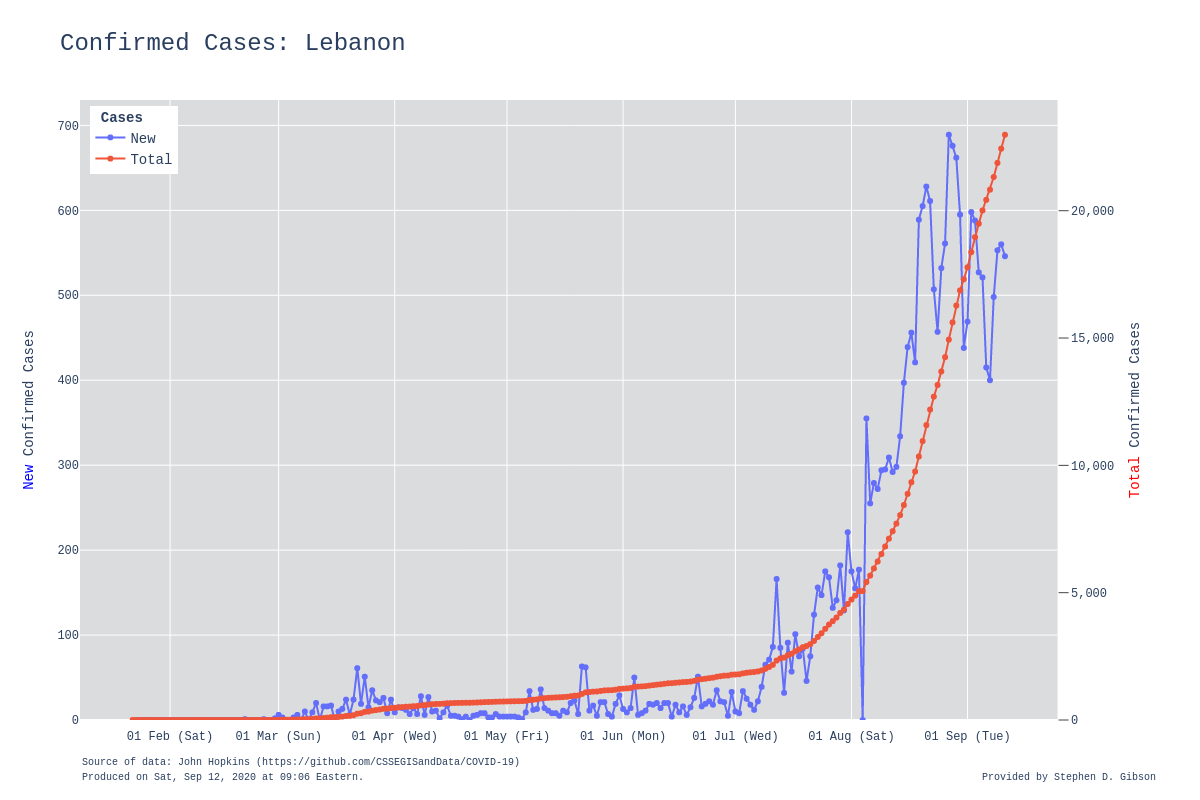 Confirmed Cases: Lebanon
Cases
New
Total
700
600
500
400
300
200
100
0
New Confirmed Cases
20,000
15,000
10,000
5,000
0
Total Confirmed Cases
01 Feb (Sat) 01 Mar (Sun) 01 Apr (Wed) 01 May (Fri) 01 Jun (Mon) 01 Jul (Wed) 01 Aug (Sat) 01 Sep (Tue)
Source of data: John Hopkins (https://github.com/CSSEGISandData/COVID-19)
Produced on Sat, Sep 12, 2020 at 09:06 Eastern.
Provided by Stephen D. Gibson